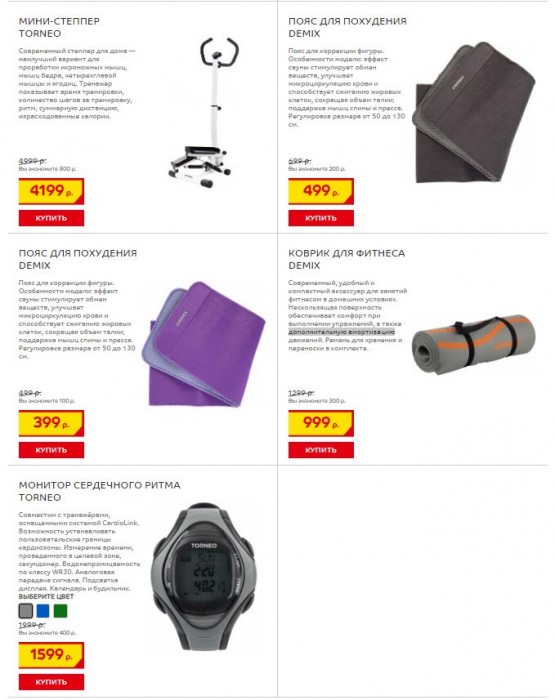 МИНИ-СТЕППЕР
TORNEO
Современный степпер для дома —
наилучший вариант для
проработки икроножных мышц,
мышц бедра, четырехглавой
мышцы и ягодиц. Тренажер
показывает время тренировки,
количество шагов за тренировку,
ритм, суммарную дистанцию,
израсходованные калории.
4999 р.
Вы экономите 800 р.
4199 р.
КУПИТЬ
ПОЯС ДЛЯ ПОХУДЕНИЯ
DEMIX
Пояс для коррекции фигуры.
Особенности модели: эффект
сауны стимулирует обмен
веществ, улучшает
микроциркуляцию крови и
способствует сжиганию жировых
клеток, сокращая объем талии;
поддержка мышц спины и пресса.
Регулировка размера от 50 до 130
см.
699 р.
Вы экономите 200 р.
499 р.
КУПИТЬ
ПОЯС ДЛЯ ПОХУДЕНИЯ
DEMIX
Пояс для коррекции фигуры.
Особенности модели: эффект
сауны стимулирует обмен
веществ, улучшает
микроциркуляцию крови и
способствует сжиганию жировых
клеток, сокращая объем талии;
поддержка мышц спины и пресса.
Регулировка размера от 50 до 130
см.
499 р.
Вы экономите 100 р.
399 р.
КУПИТЬ
КОВРИК ДЛЯ ФИТНЕСА
DEMIX
Современный, удобный и
компактный аксессуар для занятий
фитнесом в домашних условиях.
Нескользящая поверхность
обеспечивает комфорт при
выполнении упражнений, а также
дополнительную амортизацию
движений. Ремень для хранения и
переноски в комплекте.
1299 р.
Вы экономите 300 р.
999 р.
КУПИТЬ
МОНИТОР СЕРДЕЧНОГО РИТМА
TORNEO
Совместим с тренажёрами,
оснащенными системой CardioLink.
Возможность устанавливать
пользовательские границы
кардиозоны. Измерение времени,
проведенного в целевой зоне,
секундомер. Водонепроницаемость
по классу WR30. Аналоговая
передача сигнала. Подсветка
дисплея. Календарь и будильник.
ВЫБЕРИТЕ ЦВЕТ
1999 р.
Вы экономите 400 р.
1599 р.
КУПИТЬ
TORNEO